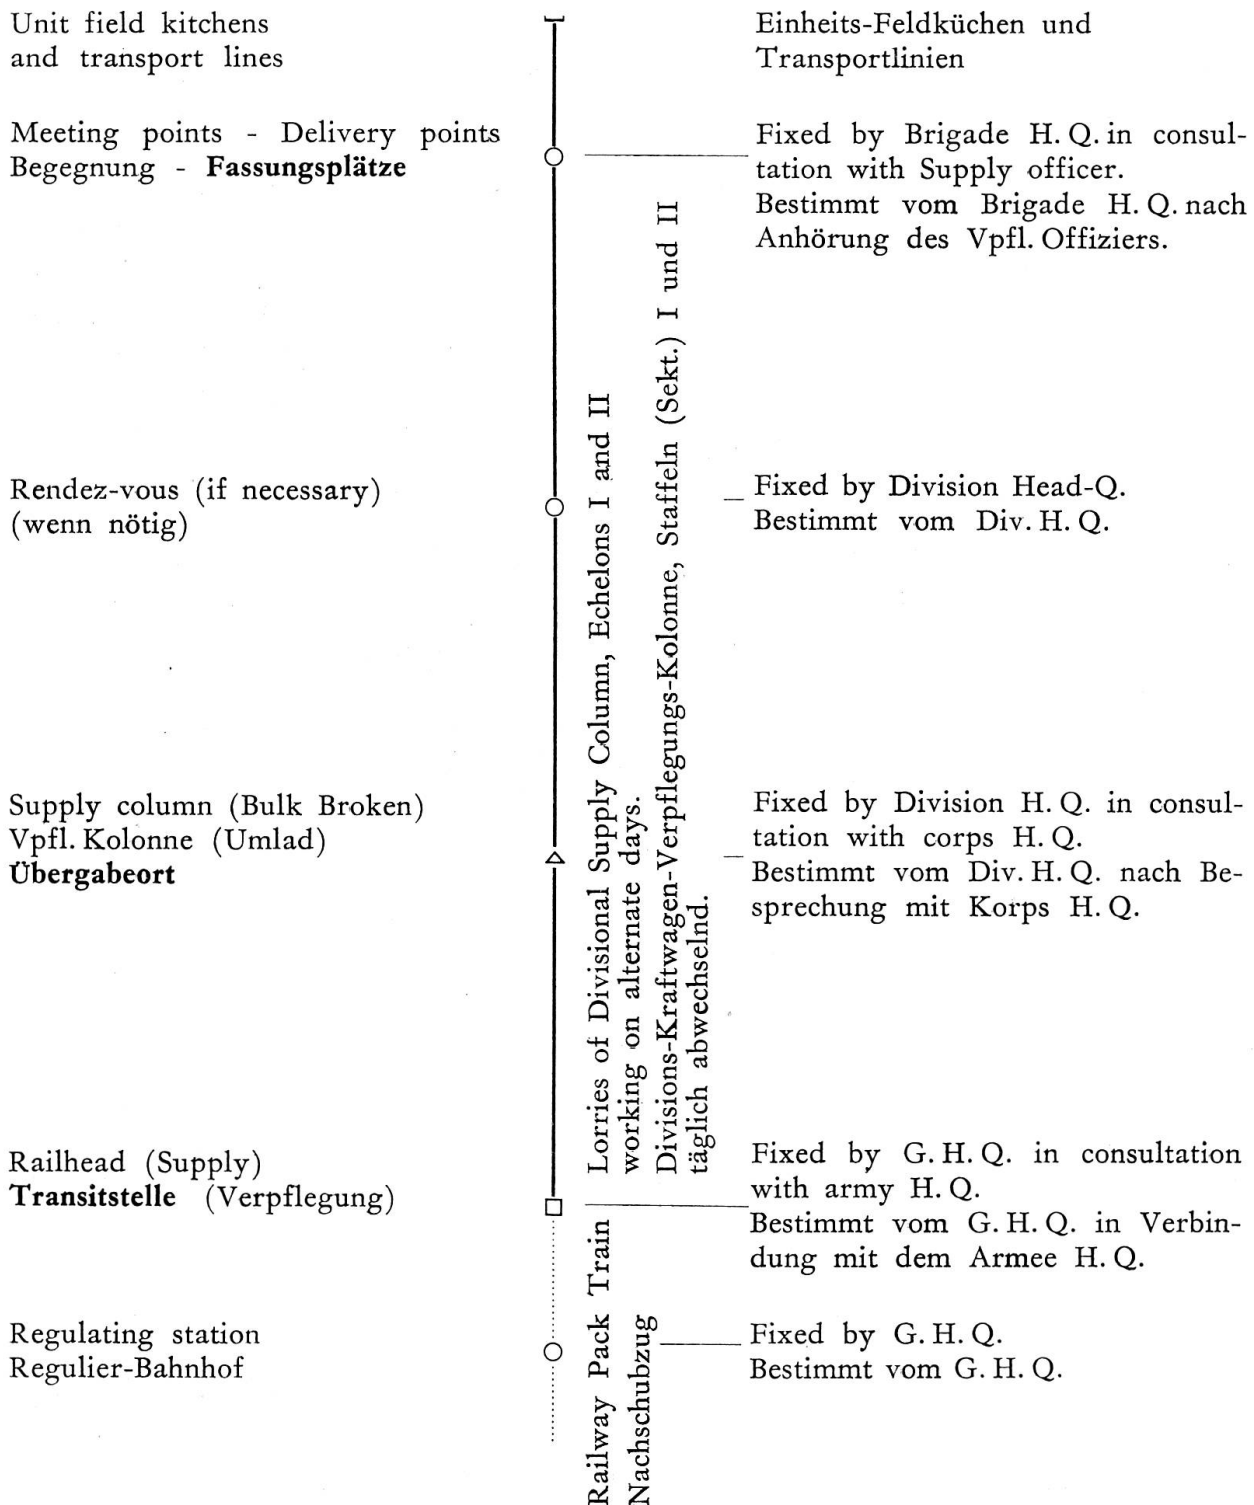 Unit field kitchens
and transport lines
Einheits-Feldküchen und
Transportlinien
Meeting points - Delivery points
Begegnung - Fassungsplätze
Fixed by Brigade H. Q. in consul-
tation with Supply officer.
Bestimmt vom Brigade H. Q. nach
Anhörung des Vpfl. Offiziers.
Rendez-vous (if necessary)
(wenn nötig)
Fixed by Division Head-Q.
Bestimmt vom Div. H. Q.
Lorries of Divisional Supply Column, Echelons I and II
working on alternate days.
Divisions-Kraftwagen-Verpflegungs-Kolonne, Staffeln (Sekt.) I und II
täglich abwechselnd.
Supply column (Bulk Broken)
Vpfl. Kolonne (Umlad)
Übergabeort
Fixed by Division H. Q. in consul-
tation with corps H. Q.
Bestimmt vom Div. H. Q. nach Be-
sprechung mit Korps H. Q.
Railhead (Supply)
Transitstelle (Verpflegung)
Fixed by G. H. Q. in consultation
with army H. Q.
Bestimmt vom G. H. Q. in Verbin-
dung mit dem Armee H. Q.
Railway Pack Train
Nachschubzug
Regulating station
Regulier-Bahnhof
Fixed by G. H. Q.
Bestimmt vom G. H. Q.